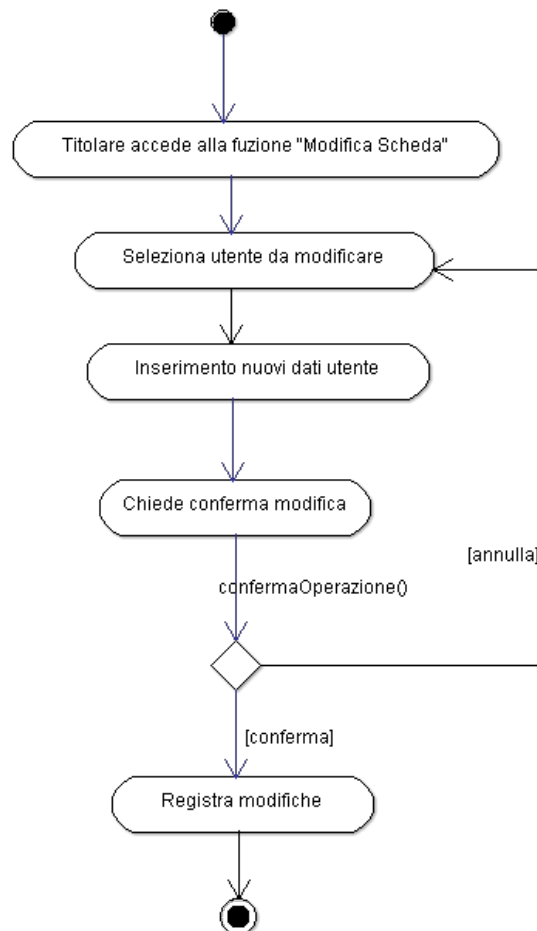 Titolare accede alla fuzione "Modifica Scheda"
Seleziona utente da modificare
Inserimento nuovi dati utente
Chiede conferma modifica
[annulla]
confermaOperazione()
[conferma]
Registra modifiche